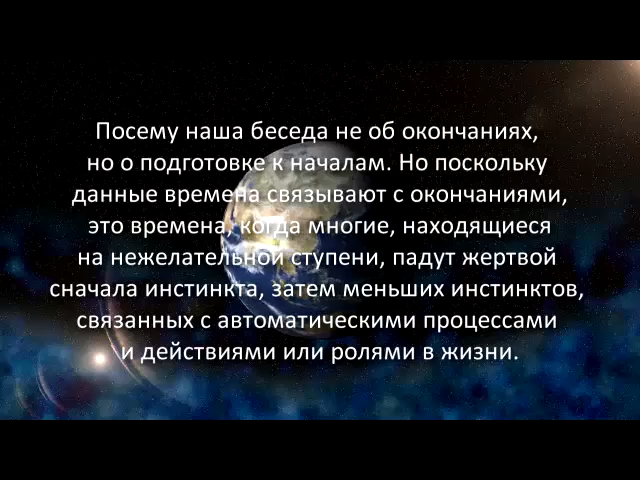 Посему наша беседа не об окончаниях,
но о подготовке к началам. Но поскольку
данные времена связывают с окончаниями,
это времена, когда многие, находящиеся
на нежелательной ступени, падут жертвой
сначала инстинкта, затем меньших инстинктов,
связанных с автоматическими процессами
и действиями или ролями в жизни.